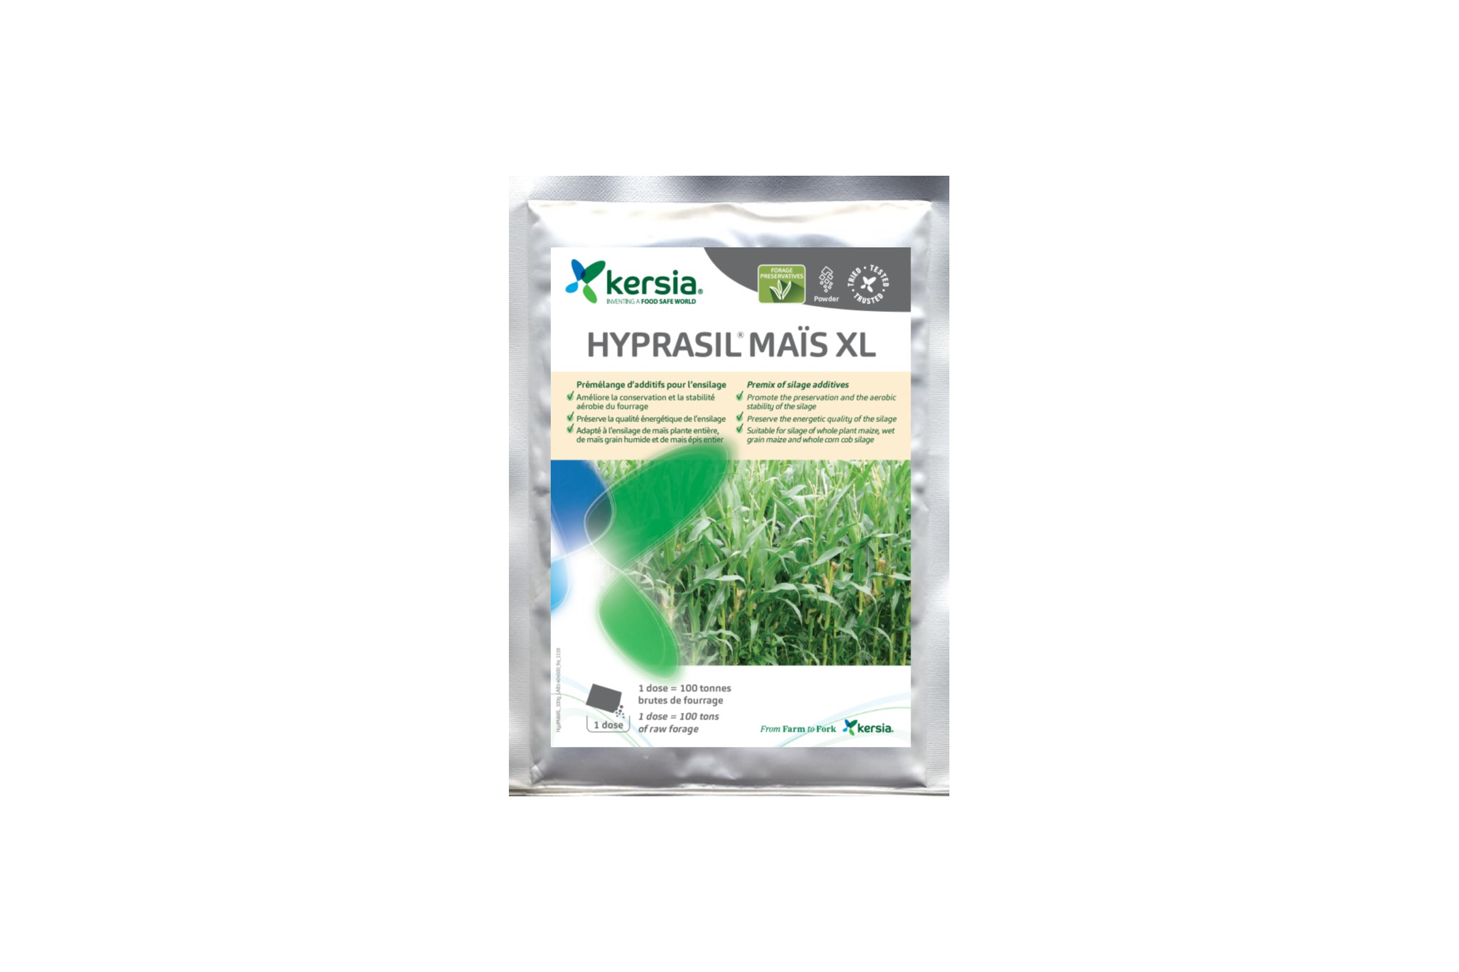 kersia®
INVENTING A FOOD SAFE WORLD
FORAGE
PRESERVATIVES
Powder
TRIED • TESTED • TRUSTED •
HYPRASIL® MAÏS XL
Prémélange d'additifs pour l'ensilage
Améliore la conservation et la stabilité
aérobie du fourrage
Préserve la qualité énergétique de l'ensilage
Adapté à l'ensilage de maïs plante entière,
de maïs grain humide et de maïs épis entier
Premix of silage additives
Promote the preservation and the aerobic
stability of the silage
Preserve the energetic quality of the silage
Suitable for silage of whole plant maize, wet
grain maize and whole corn cob silage
1 dose
1 dose = 100 tonnes
brutes de fourrage
1 dose = 100 tons
of raw forage
From Farm to Fork
kersia.